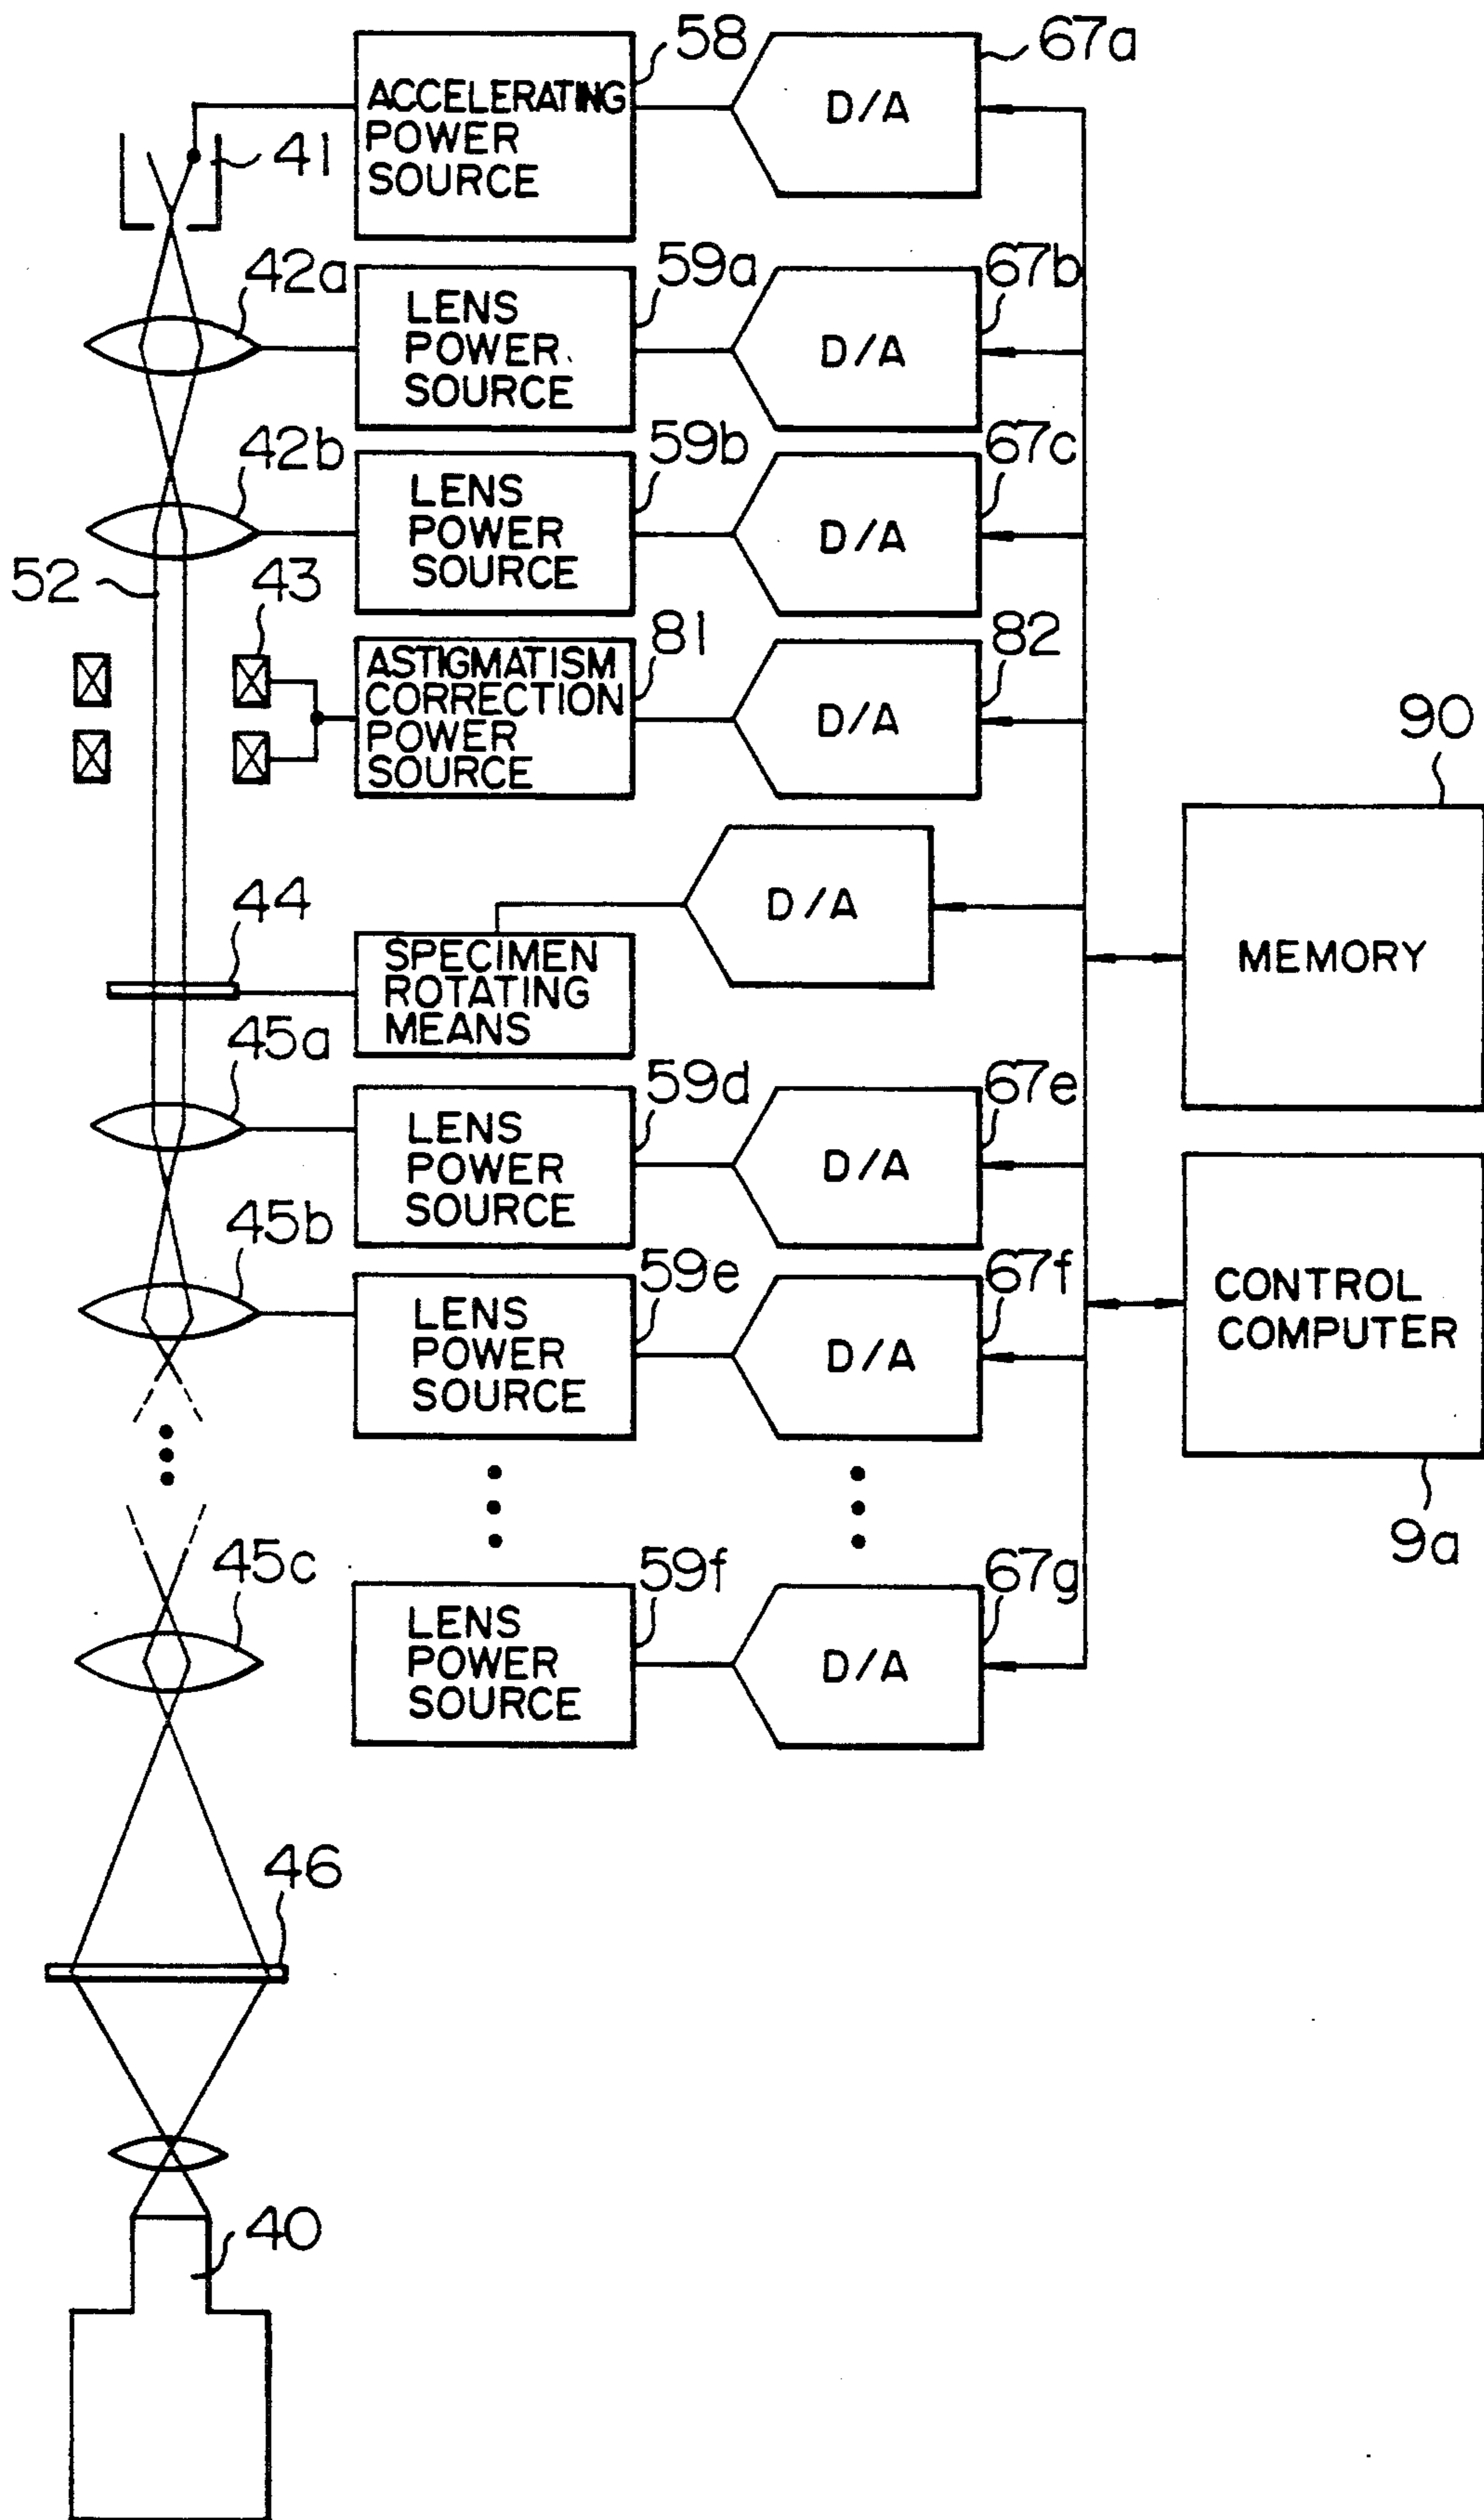 58
67a
ACCELERATING
POWER
SOURCE
D/A
41
42a
59a
67b
LENS
POWER
SOURCE
D/A
42b
59b
67c
LENS
POWER
SOURCE
D/A
52
43
81
82
ASTIGMATISM
CORRECTION
POWER
SOURCE
D/A
90
MEMORY
D/A
44
SPECIMEN
ROTATING
MEANS
45a
59d
67e
LENS
POWER
SOURCE
D/A
45b
59e
67f
LENS
POWER
SOURCE
D/A
CONTROL
COMPUTER
9a
45c
59f
67g
LENS
POWER
SOURCE
D/A
46
40